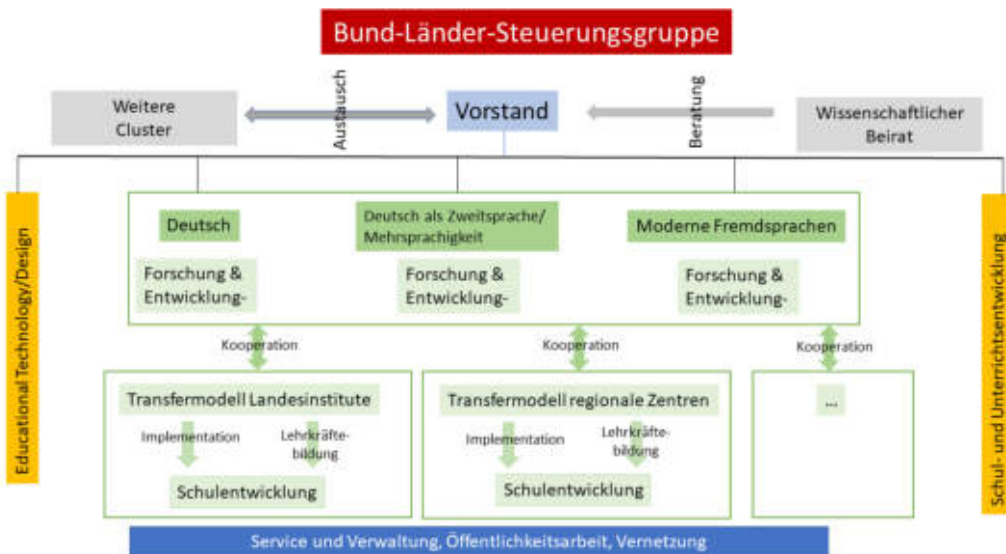 Bund-Länder-Steuerungsgruppe
Weitere
Cluster
Austausch
Vorstand
Beratung
Wissenschaftlicher
Beirat
Educational Technology/Design
Deutsch
Deutsch als Zweitsprache/
Mehrsprachigkeit
Moderne Fremdsprachen
Forschung &
Entwicklung-
Forschung &
Entwicklung-
Forschung &
Entwicklung-
Schul- und Unterrichtsentwicklung
Kooperation
Kooperation
Kooperation
Transfermodell Landesinstitute
Implementation
Lehrkräfte-
bildung
Schulentwicklung
Transfermodell regionale Zentren
Implementation
Lehrkräfte-
bildung
Schulentwicklung
...
Service und Verwaltung, Öffentlichkeitsarbeit, Vernetzung